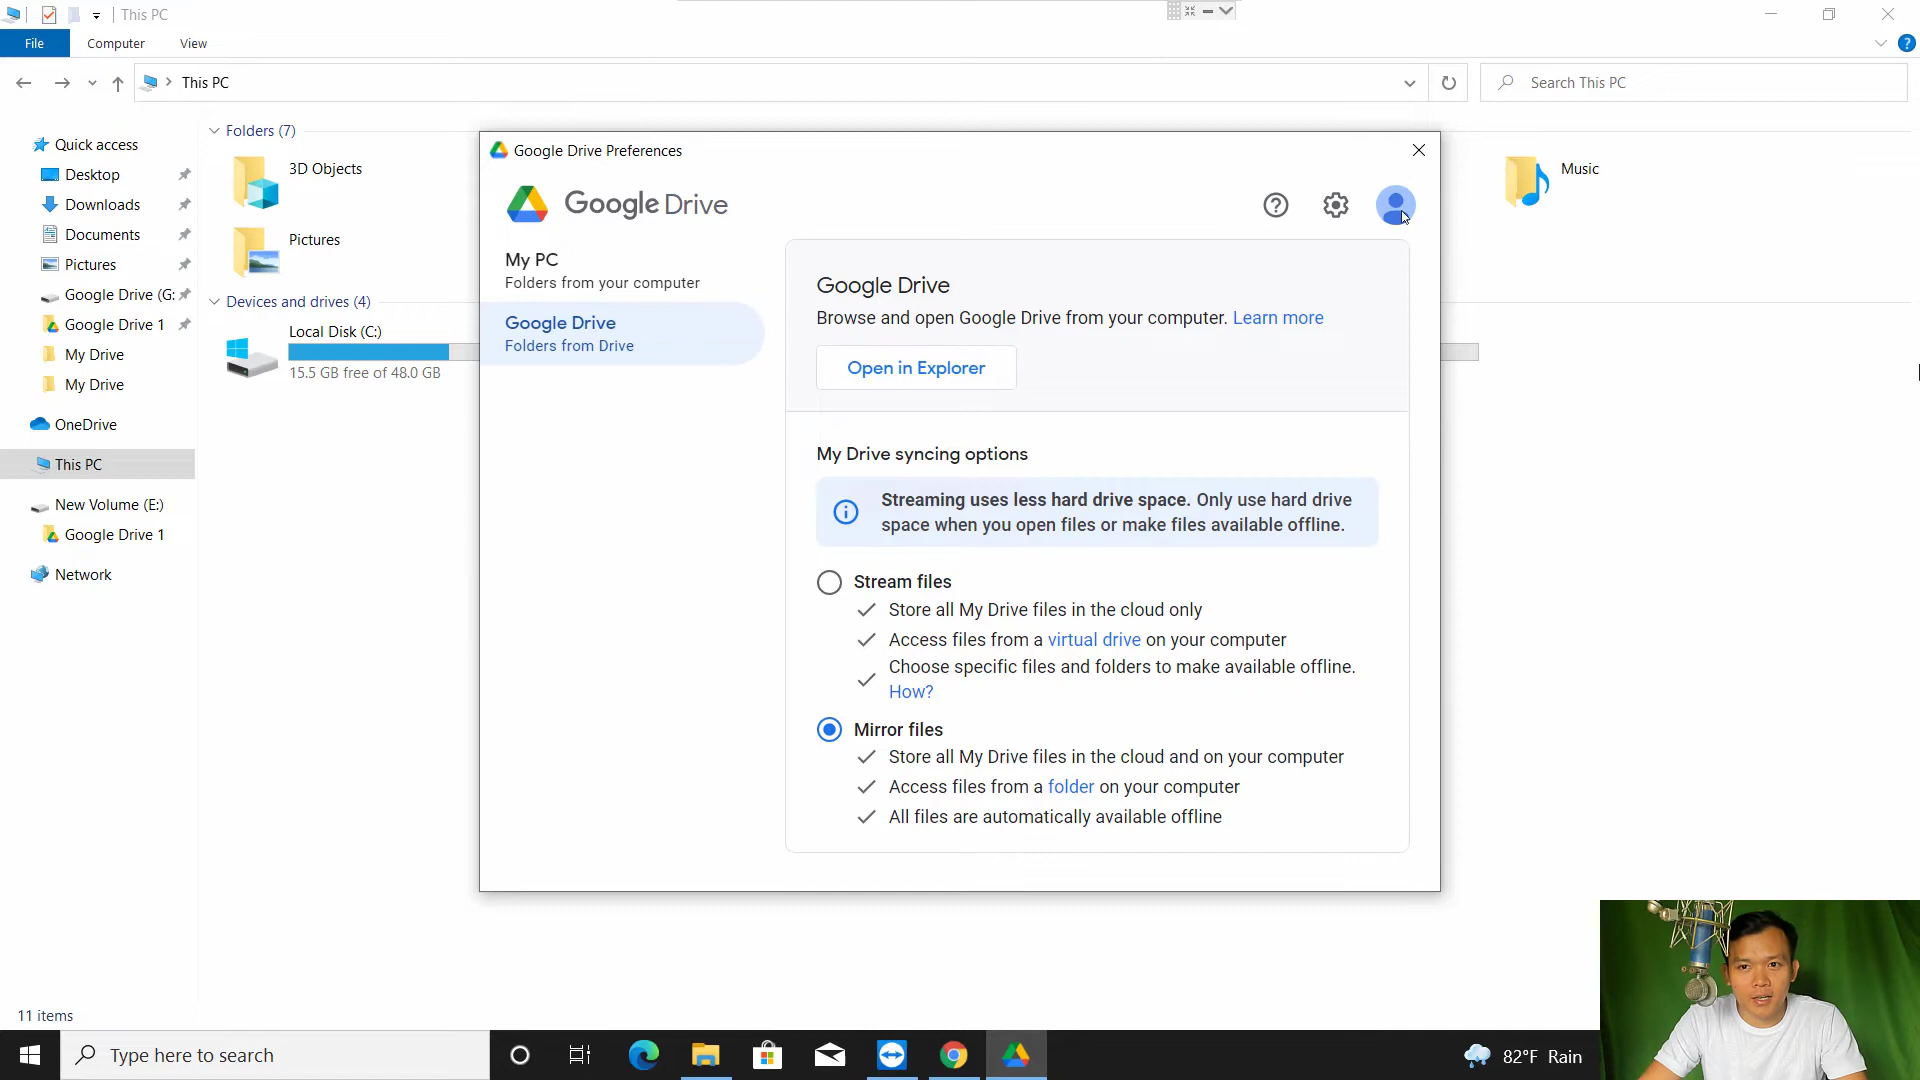 This PC
File
Computer
View
This PC
Search This PC
Quick access
Desktop
Downloads
Documents
Pictures
Google Drive (G:
Google Drive 1
My Drive
My Drive
OneDrive
This PC
New Volume (E:)
Google Drive 1
Network
Folders (7)
3D Objects
Pictures
Music
Devices and drives (4)
Local Disk (C:)
15.5 GB free of 48.0 GB
Google Drive Preferences
Google Drive
My PC
Folders from your computer
Google Drive
Folders from Drive
Google Drive
Browse and open Google Drive from your computer. Learn more
Open in Explorer
My Drive syncing options
Streaming uses less hard drive space. Only use hard drive
space when you open files or make files available offline.
Stream files
Store all My Drive files in the cloud only
Access files from a virtual drive on your computer
Choose specific files and folders to make available offline.
How?
Mirror files
Store all My Drive files in the cloud and on your computer
Access files from a folder on your computer
All files are automatically available offline
11 items
Type here to search
82°F Rain